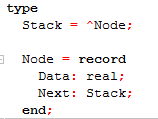 type
Stack = ^Node;
Node = record
Data: real;
Next: Stack;
end;